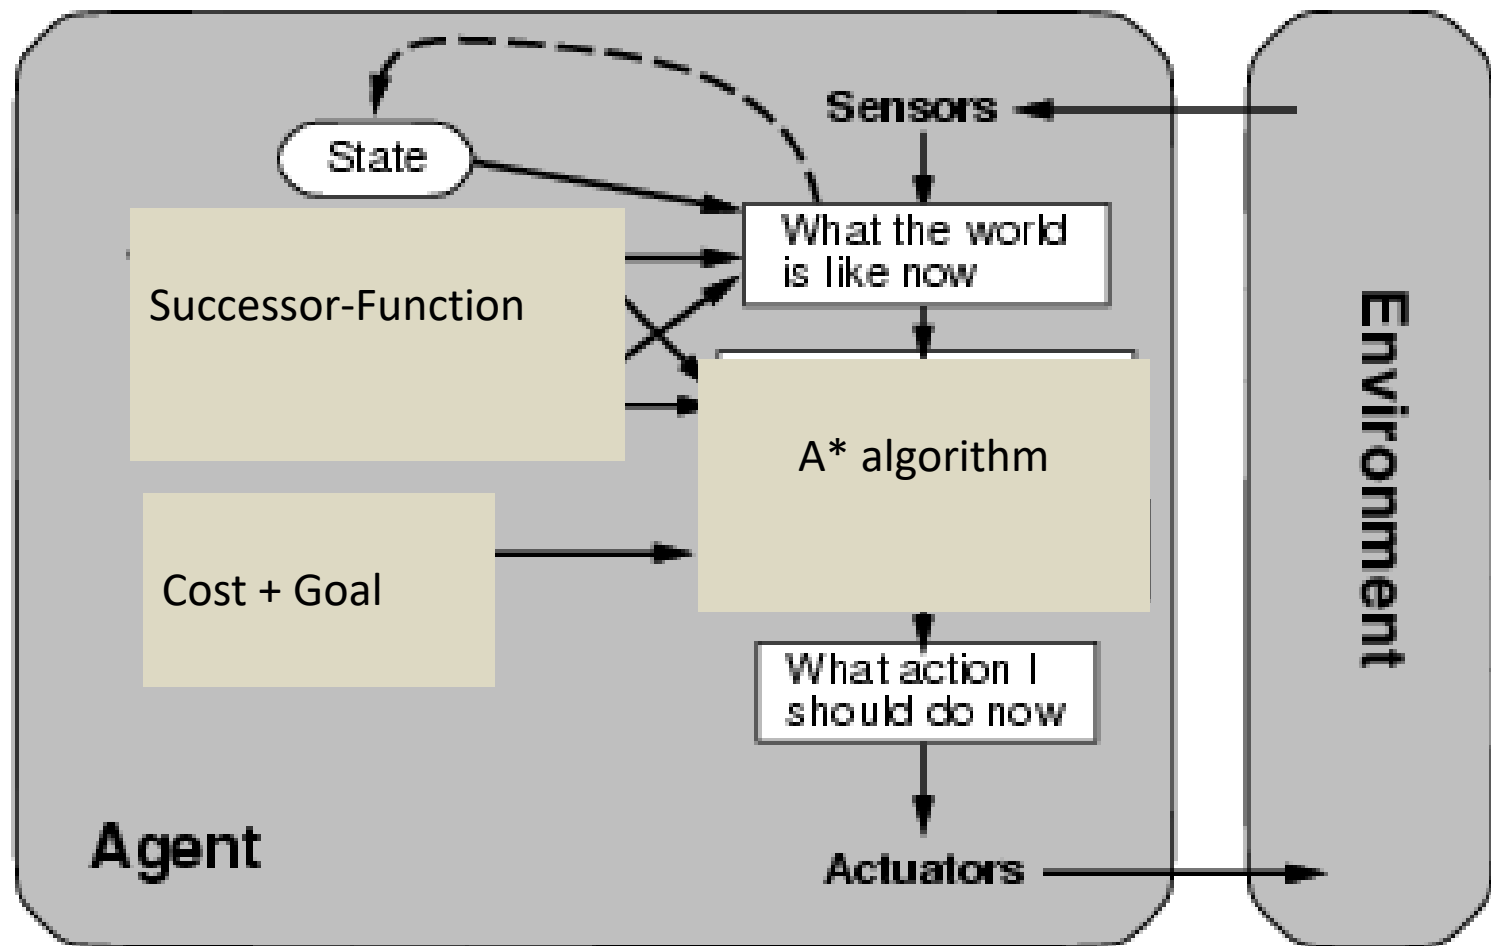 Sensors
State
What the world
is like now
Successor-Function
A* algorithm
Cost + Goal
What action I
should do now
Agent
Actuators
Environment